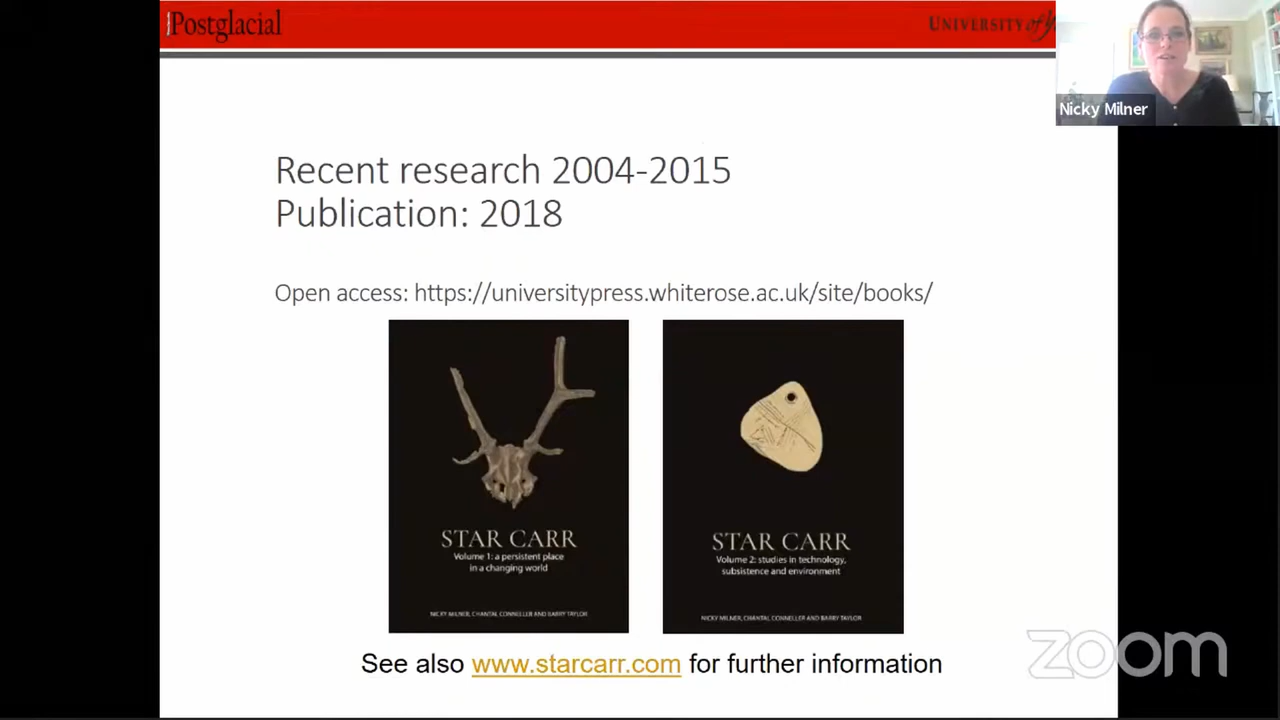 Postglacial
UNIVERSITY of
Nicky Milner
Recent research 2004-2015
Publication: 2018
Open access: https://universitypress.whiterose.ac.uk/site/books/
STAR CARR
Volume 1: a persistent place
in a changing world
NICKY MILNER, CHANTAL CONNELLER AND BARRY TAYLOR
STAR CARR
Volume 2: studies in technology,
subsistence and environment
NICKY MILNER, CHANTAL CONNELLER AND BARRY TAYLOR
See also www.starcarr.com for further information
zoom